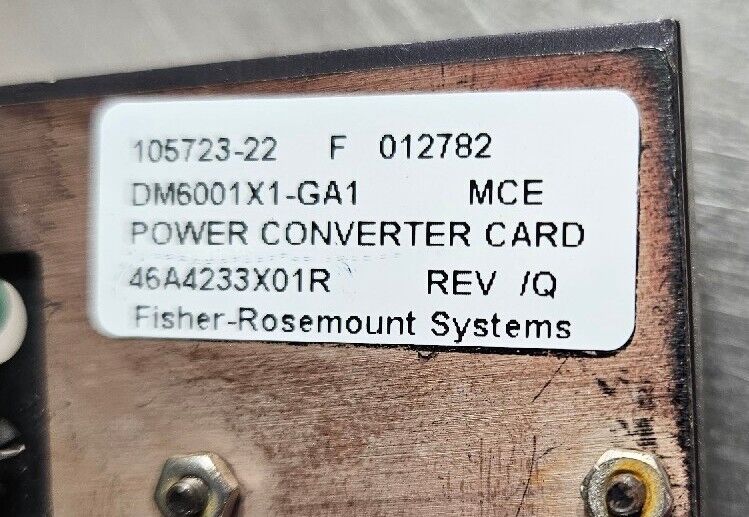 105723-22 F 012782
DM6001X1-GA1 MCE
POWER CONVERTER CARD
46A4233X01R REV /Q
Fisher-Rosemount Systems